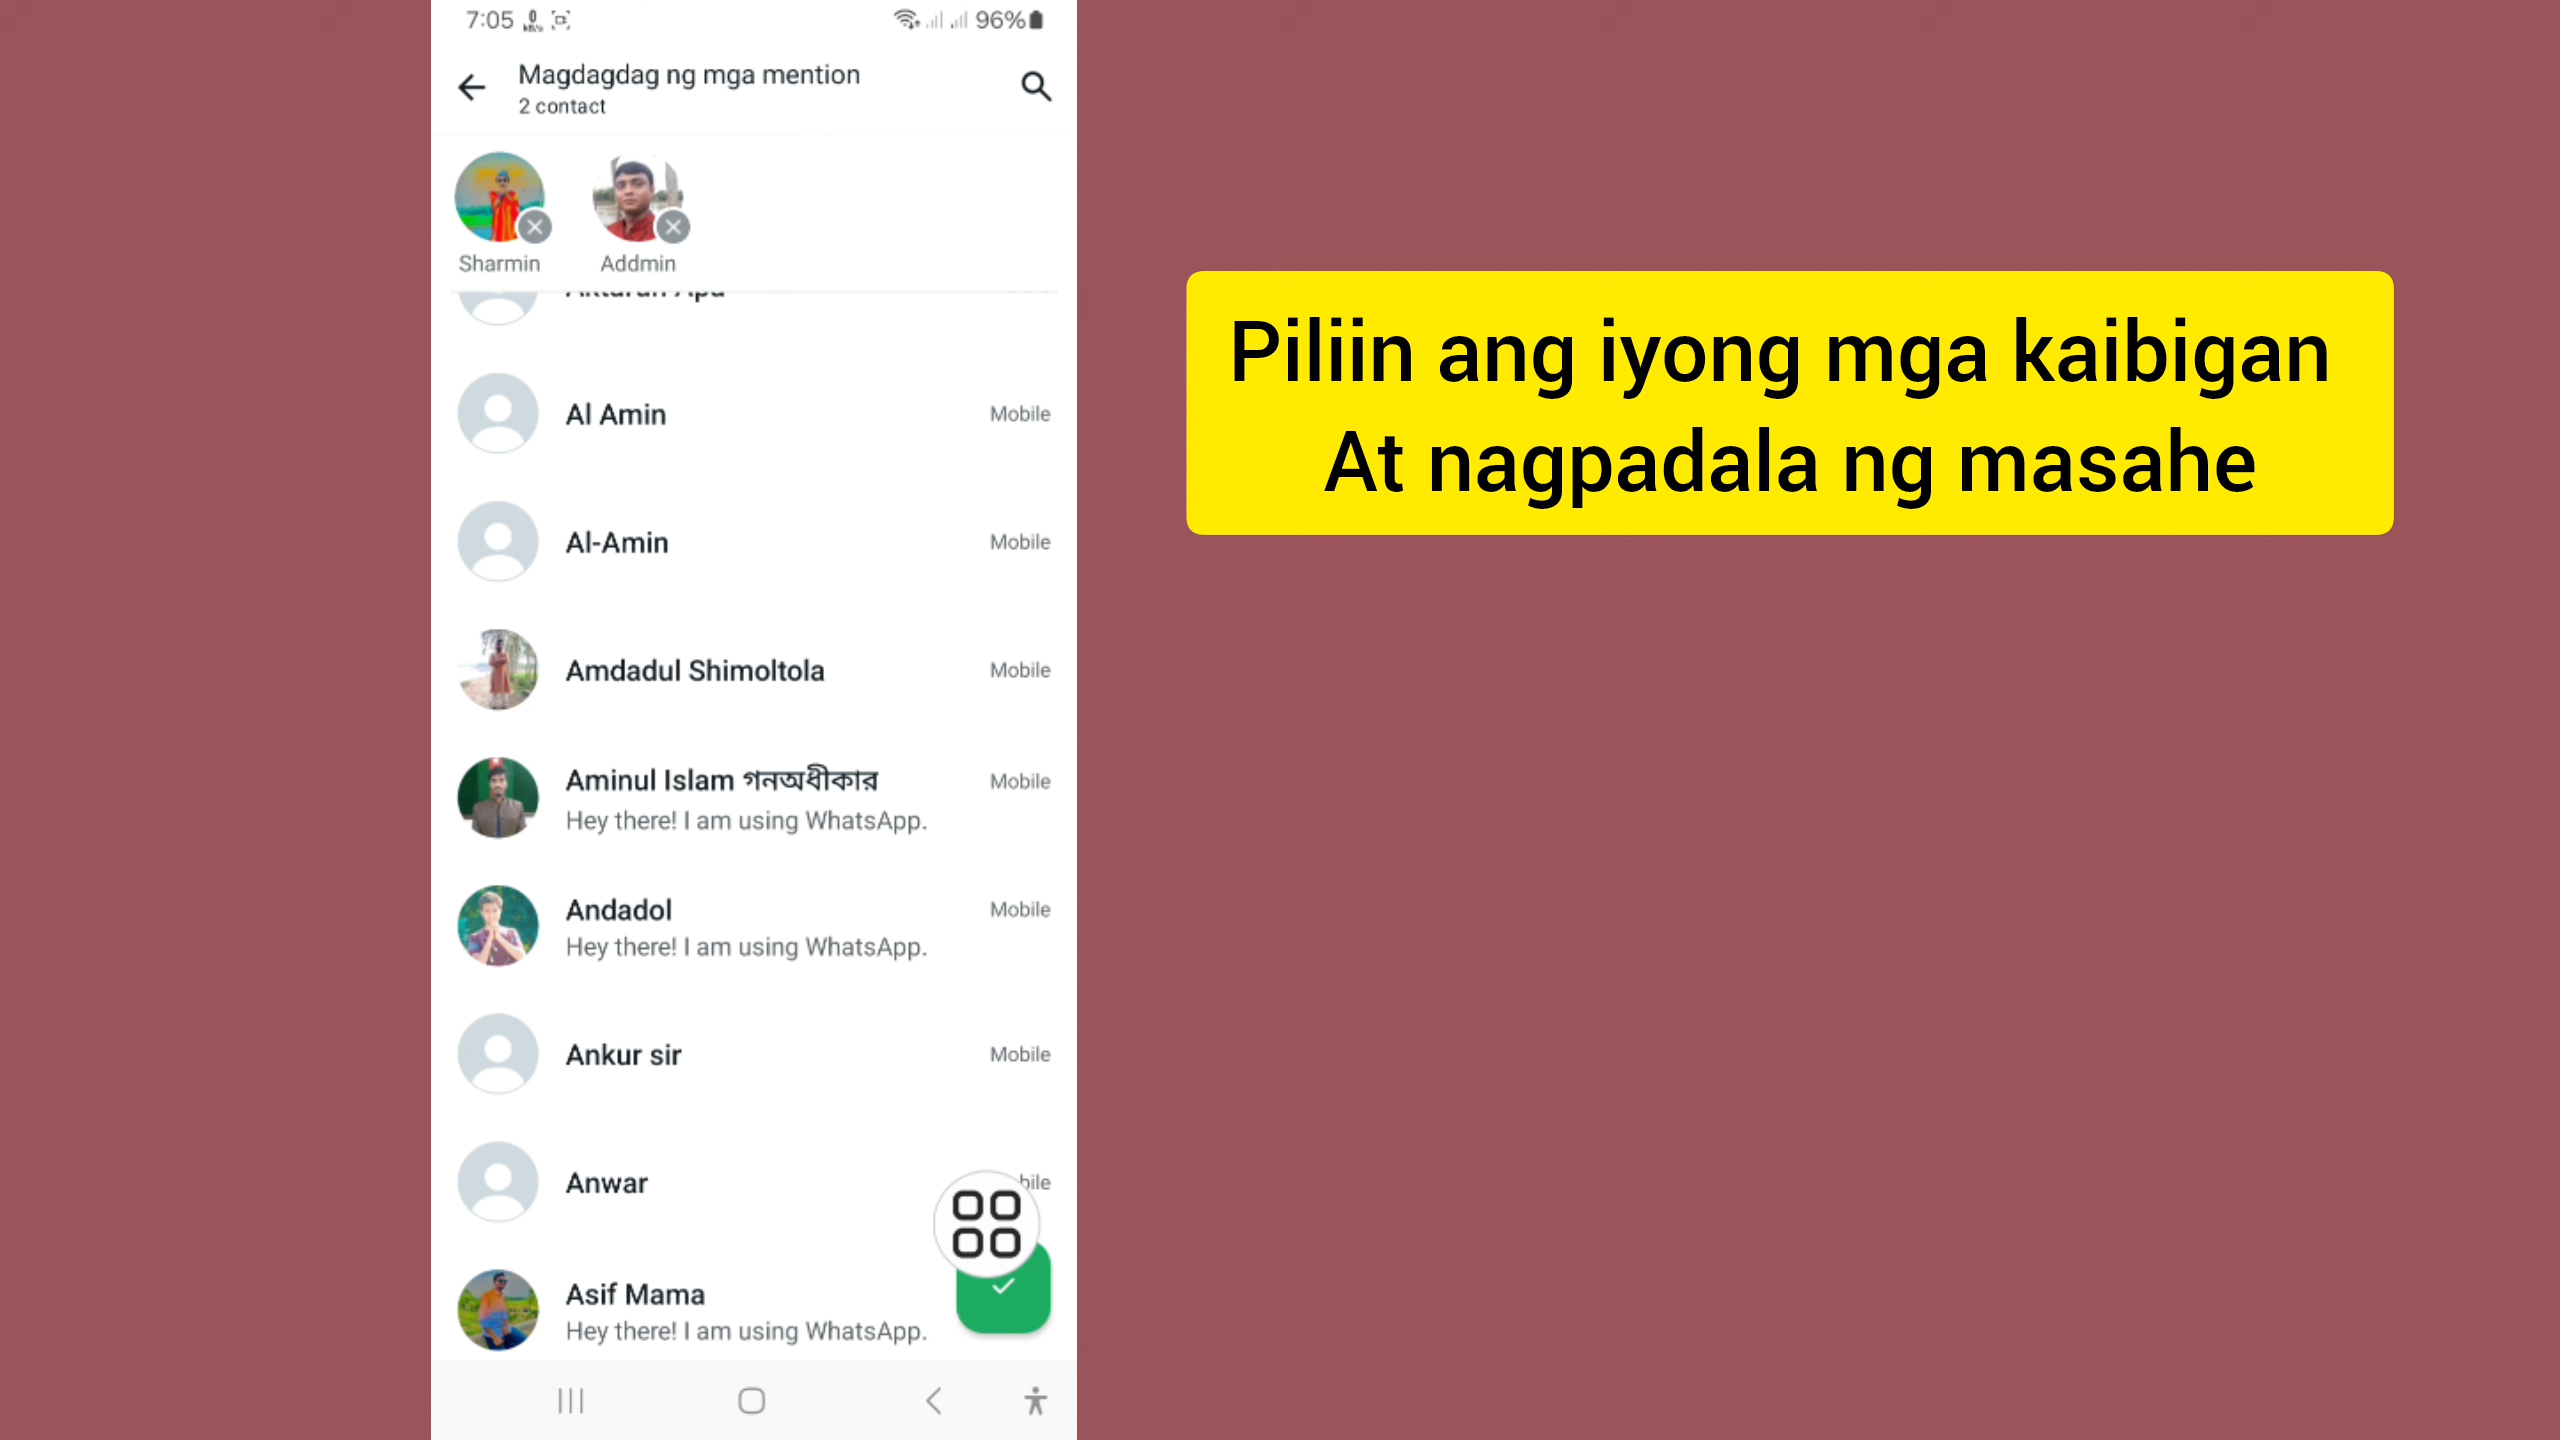 7:05
96%
Magdagdag ng mga mention
2 contact
Sharmin
Addmin
Al Amin
Mobile
Al-Amin
Mobile
Amdadul Shimoltola
Mobile
Aminul Islam গনঅধীকার
Mobile
Hey there! I am using WhatsApp.
Andadol
Mobile
Hey there! I am using WhatsApp.
Ankur sir
Mobile
Anwar
Asif Mama
Hey there! I am using WhatsApp.
Piliin ang iyong mga kaibigan
At nagpadala ng masahe